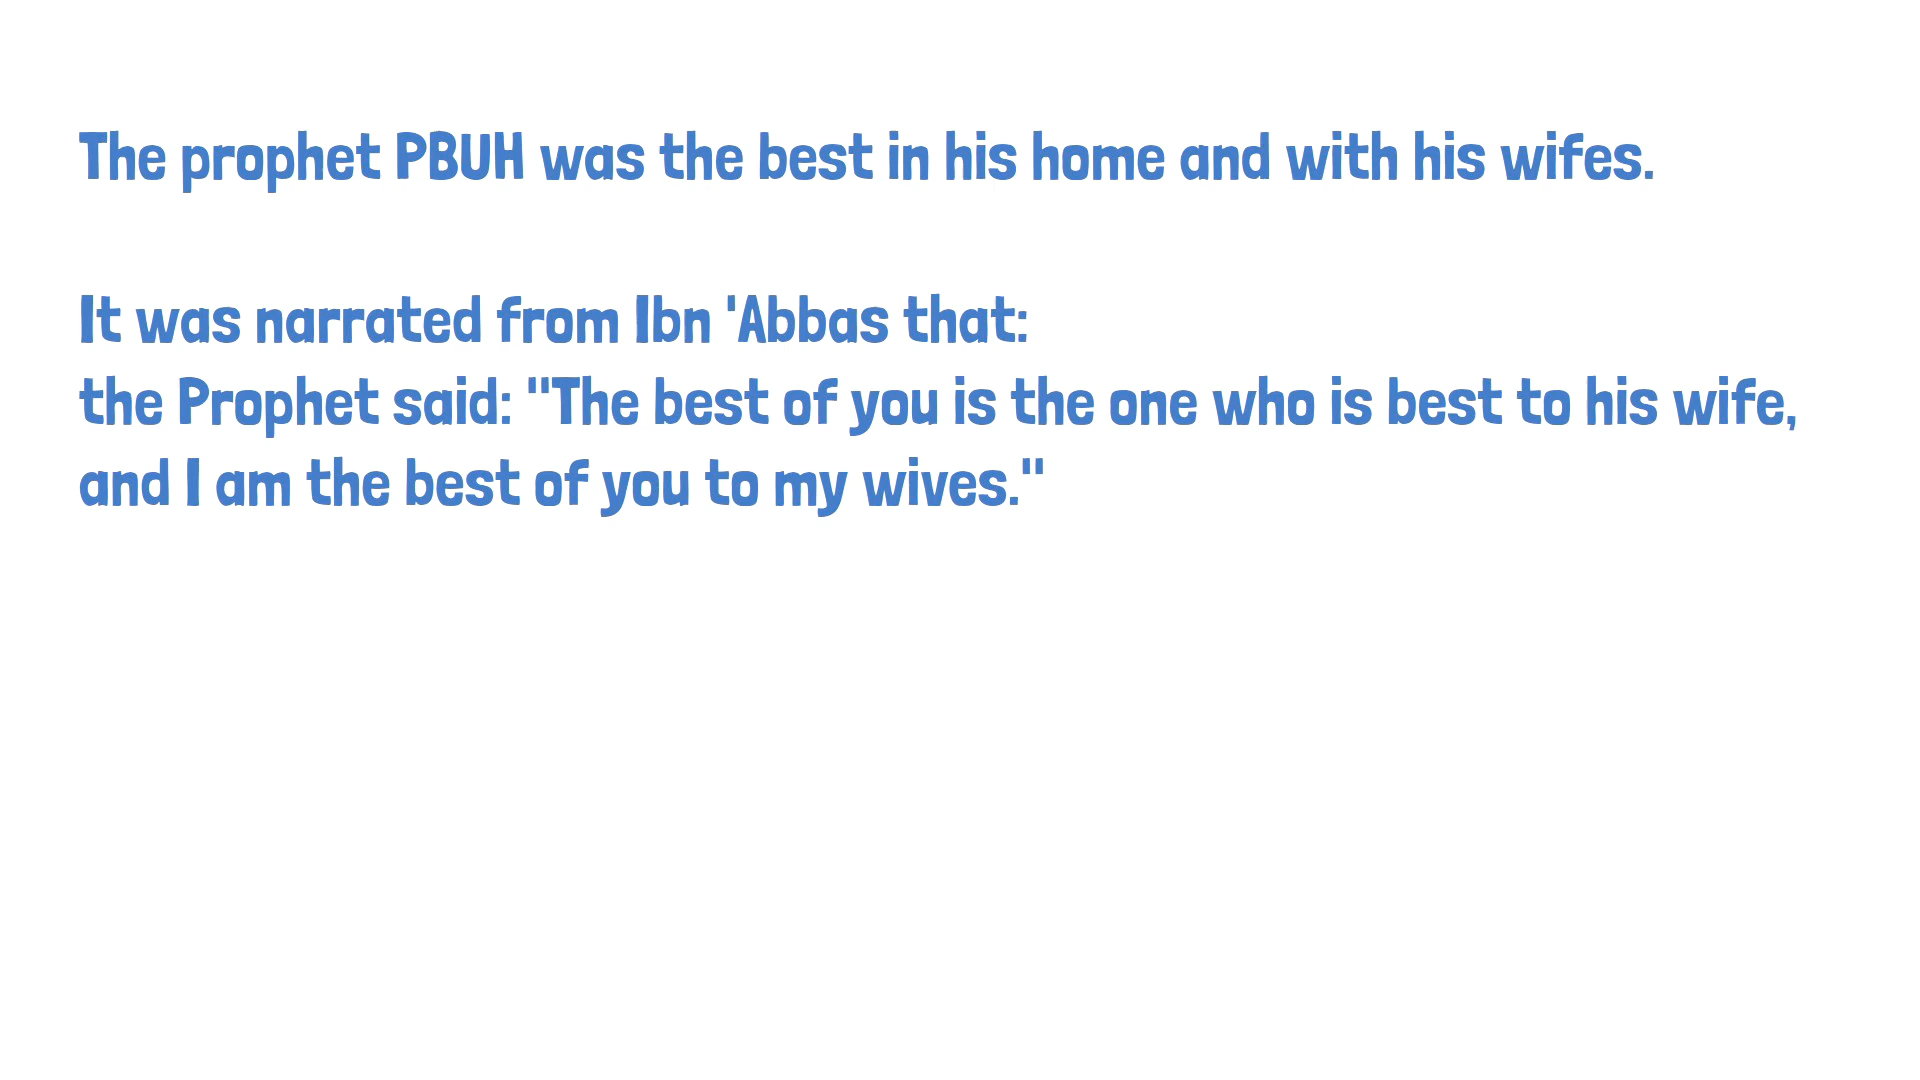 The prophet PBUH was the best in his home and with his wifes.
It was narrated from Ibn 'Abbas that:
the Prophet said: "The best of you is the one who is best to his wife,
and I am the best of you to my wives."